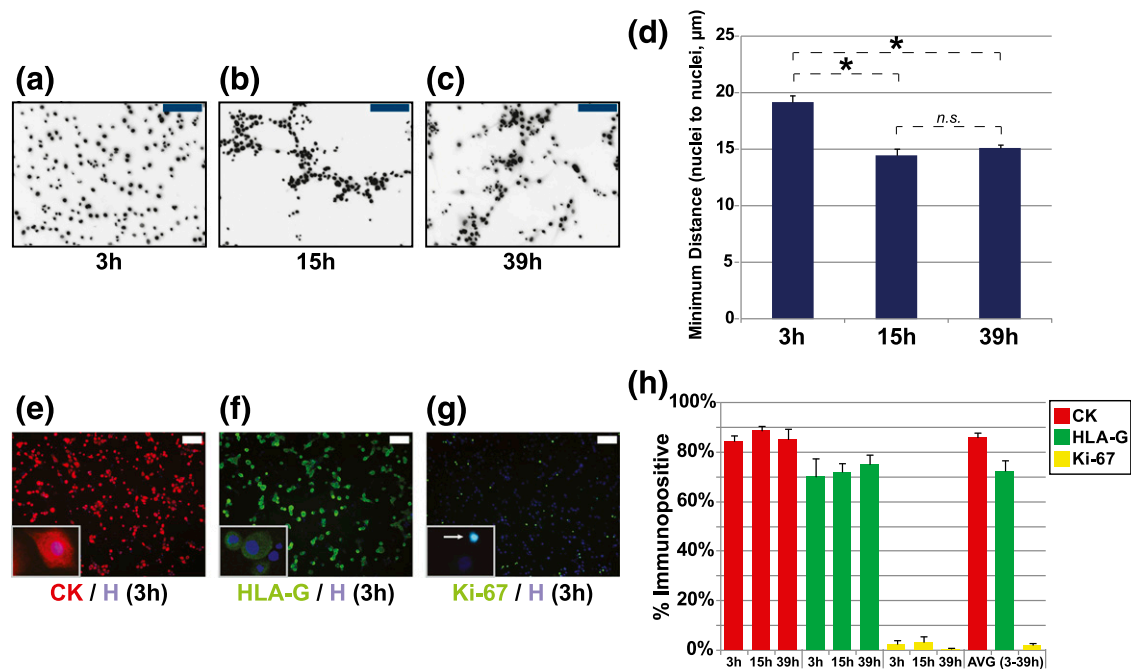 (a)
(b)
(c)
3h
15h
39h
(d)
Minimum Distance (nuclei to nuclei, µm)
25
20
15
10
5
0
*
*
n.s.
3h
15h
39h
(e)
(f)
(g)
CK / H (3h)
HLA-G / H (3h)
Ki-67 / H (3h)
(h)
% Immunopositive
100%
80%
60%
40%
20%
0%
3h 15h 39h 3h 15h 39h 3h 15h 39h AVG (3-39h)
CK
HLA-G
Ki-67